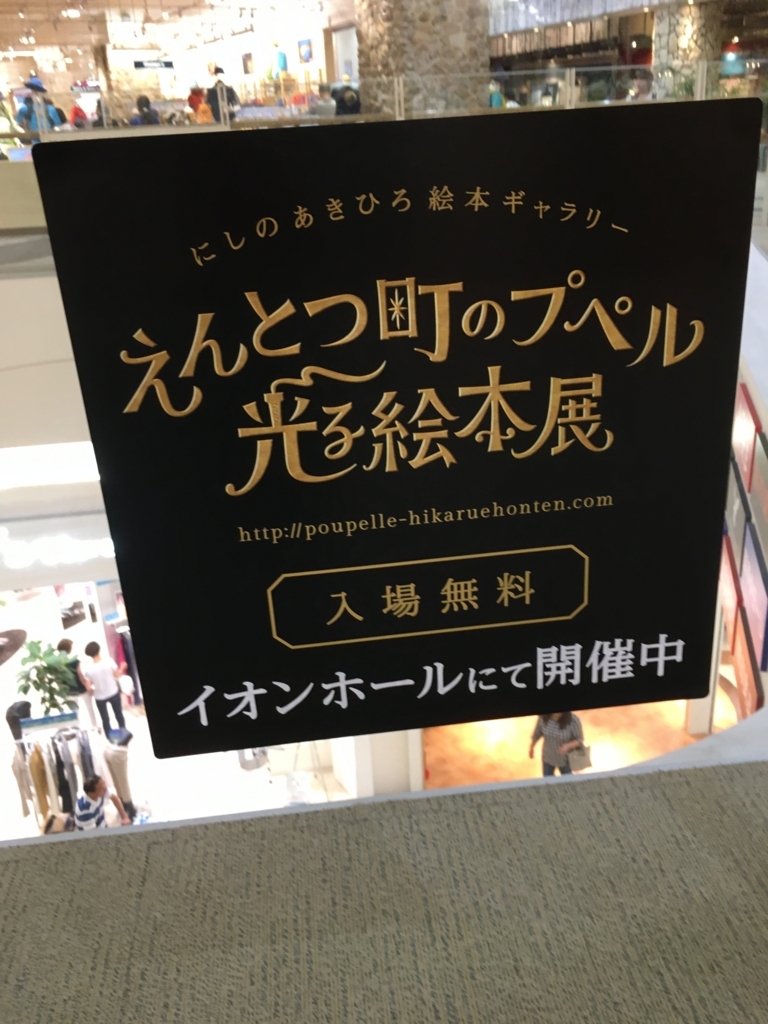 にしのあきひろ 絵本ギャラリー
えんとつ町のプペル
光る絵本展
http://poupelle-hikaruehonten.com
入場無料
イオンホールにて開催中